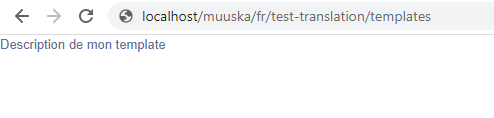 localhost/muuska/fr/test-translation/templates
Description de mon template